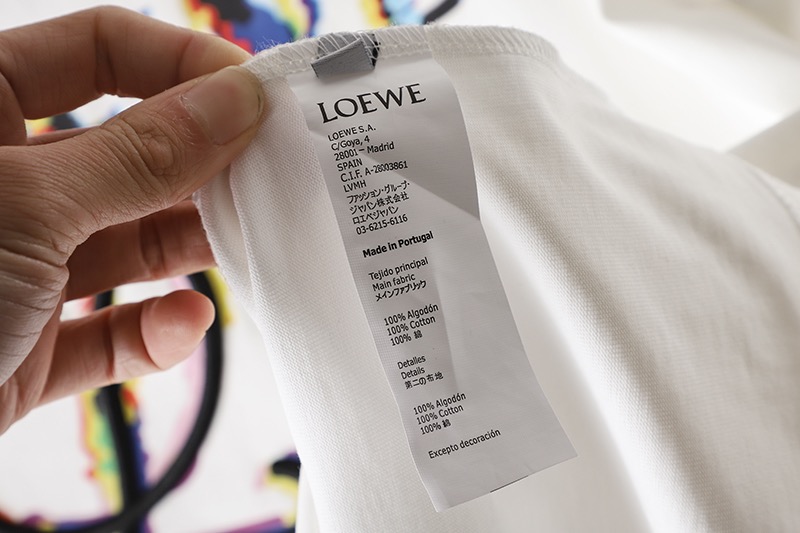 LOEWE
LOEWE S.A.
C/Goya, 4
28001 – Madrid
SPAIN
C.I.F. A-28003861
LVMH
ファッション・グループ・
ジャパン株式会社
ロエベジャパン
03-6215-6116
Made in Portugal
Tejido principal
Main fabric
メインファブリック
100% Algodón
100% Cotton
100% 綿
Detalles
Details
第二の布地
100% Algodón
100% Cotton
100% 綿
Excepto decoración